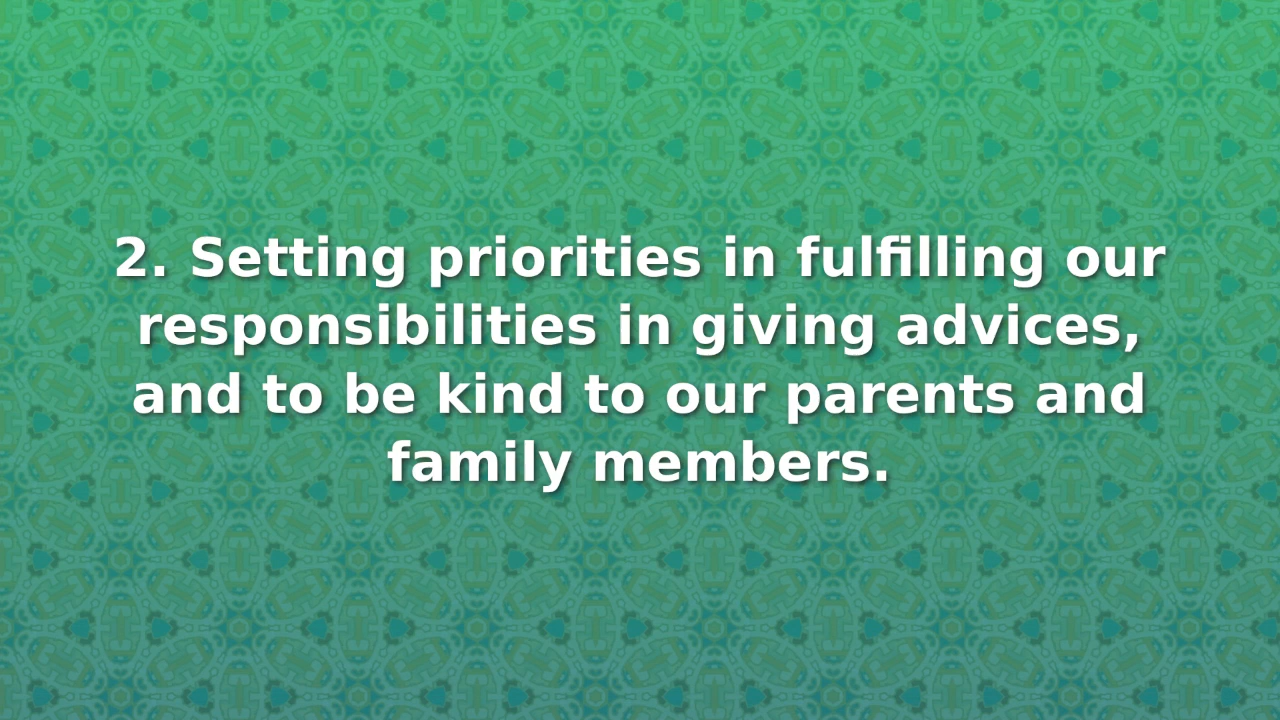 2. Setting priorities in fulfilling our
responsibilities in giving advices,
and to be kind to our parents and
family members.